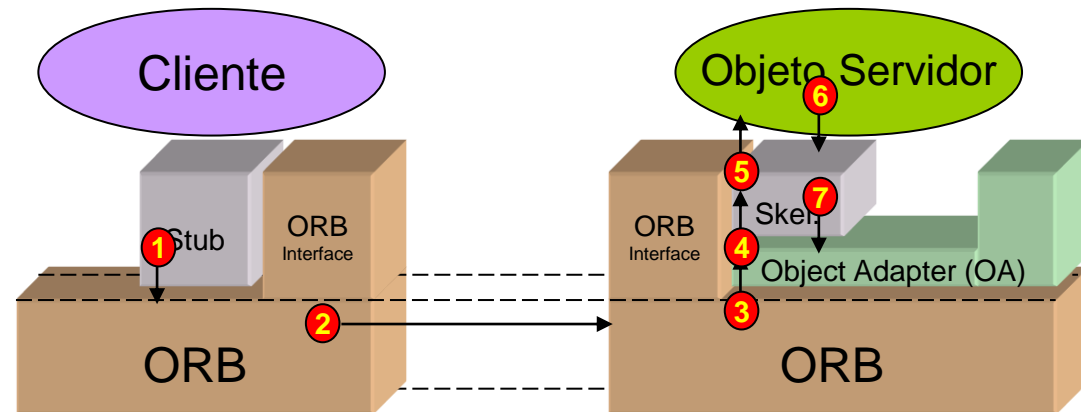 Cliente
Objeto Servidor
6
5
7
Skel.
ORB
Interface
ORB
Interface
1
Stub
4
Object Adapter (OA)
2
3
ORB
ORB